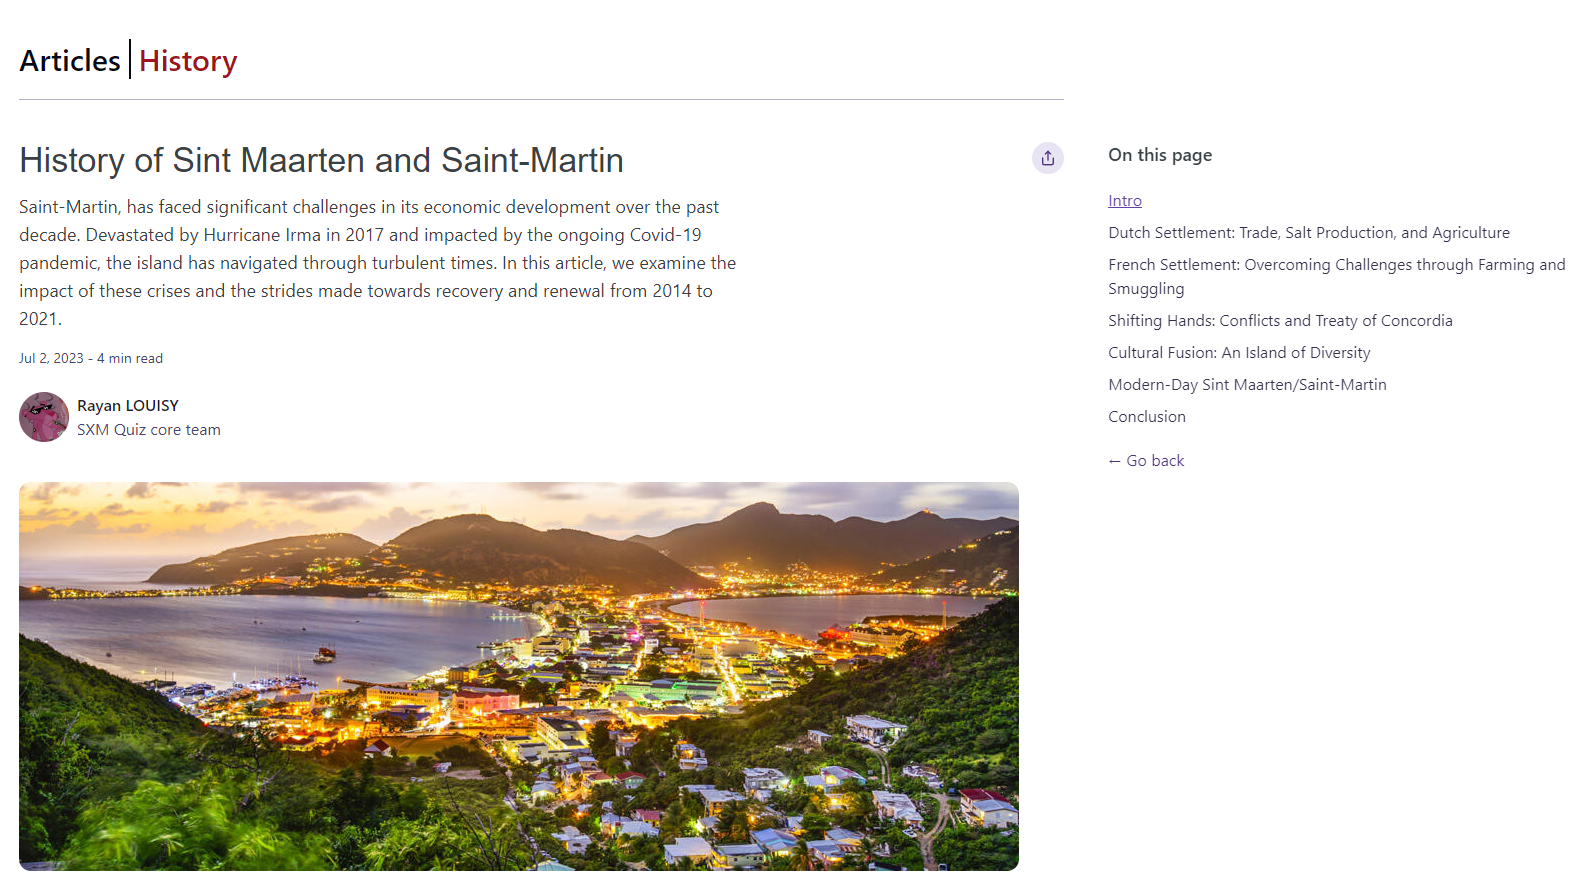 Articles | History
History of Sint Maarten and Saint-Martin
Saint-Martin, has faced significant challenges in its economic development over the past
decade. Devastated by Hurricane Irma in 2017 and impacted by the ongoing Covid-19
pandemic, the island has navigated through turbulent times. In this article, we examine the
impact of these crises and the strides made towards recovery and renewal from 2014 to
2021.
Jul 2, 2023 - 4 min read
Rayan LOUISY
SXM Quiz core team
On this page
Intro
Dutch Settlement: Trade, Salt Production, and Agriculture
French Settlement: Overcoming Challenges through Farming and
Smuggling
Shifting Hands: Conflicts and Treaty of Concordia
Cultural Fusion: An Island of Diversity
Modern-Day Sint Maarten/Saint-Martin
Conclusion
← Go back